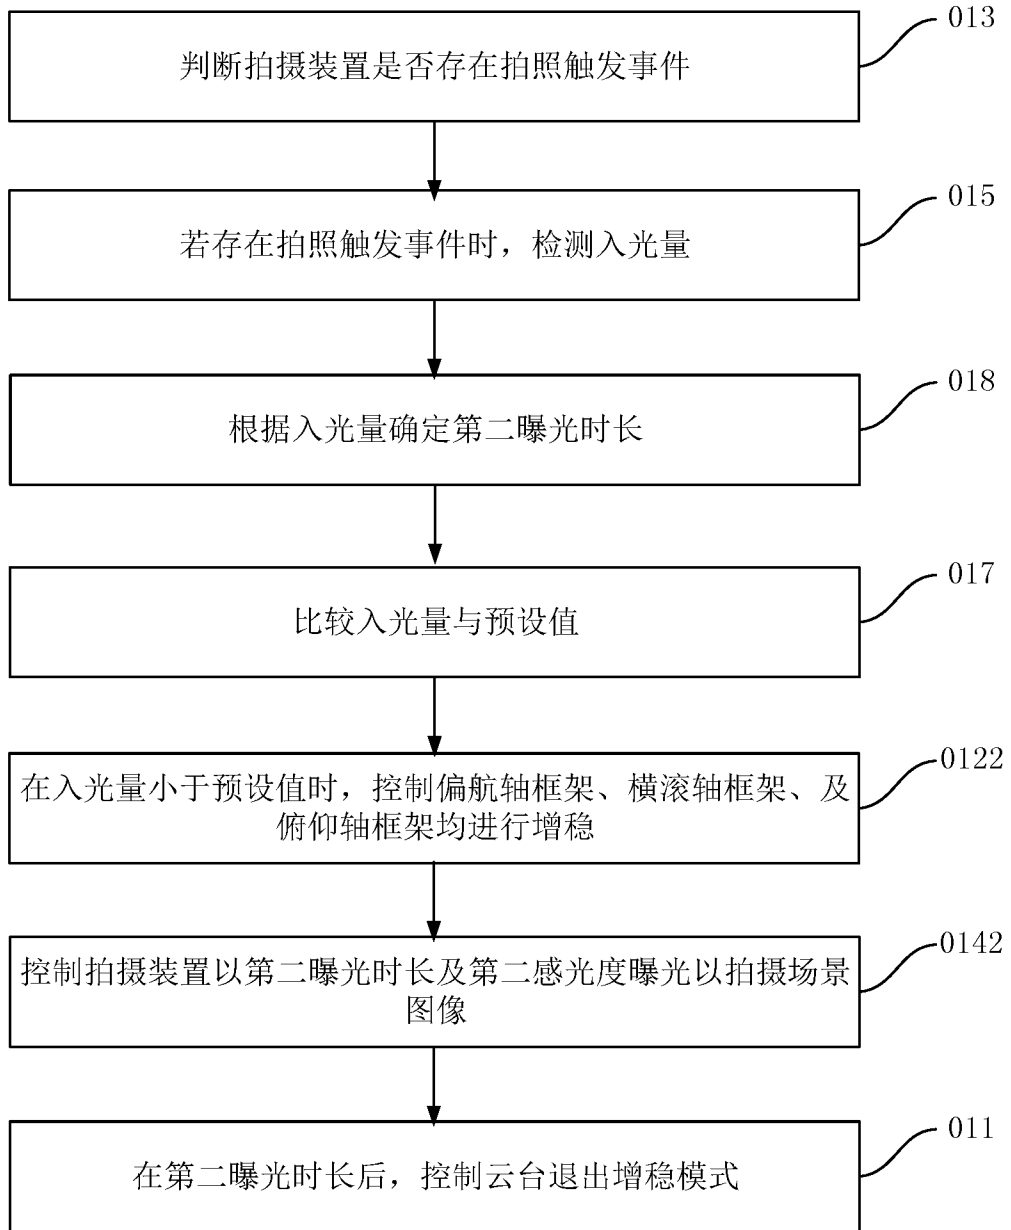 013
判断拍摄装置是否存在拍照触发事件
015
若存在拍照触发事件时，检测入光量
018
根据入光量确定第二曝光时长
017
比较入光量与预设值
0122
在入光量小于预设值时，控制偏航轴框架、横滚轴框架、及
俯仰轴框架均进行增稳
0142
控制拍摄装置以第二曝光时长及第二感光度曝光以拍摄场景
图像
011
在第二曝光时长后，控制云台退出增稳模式